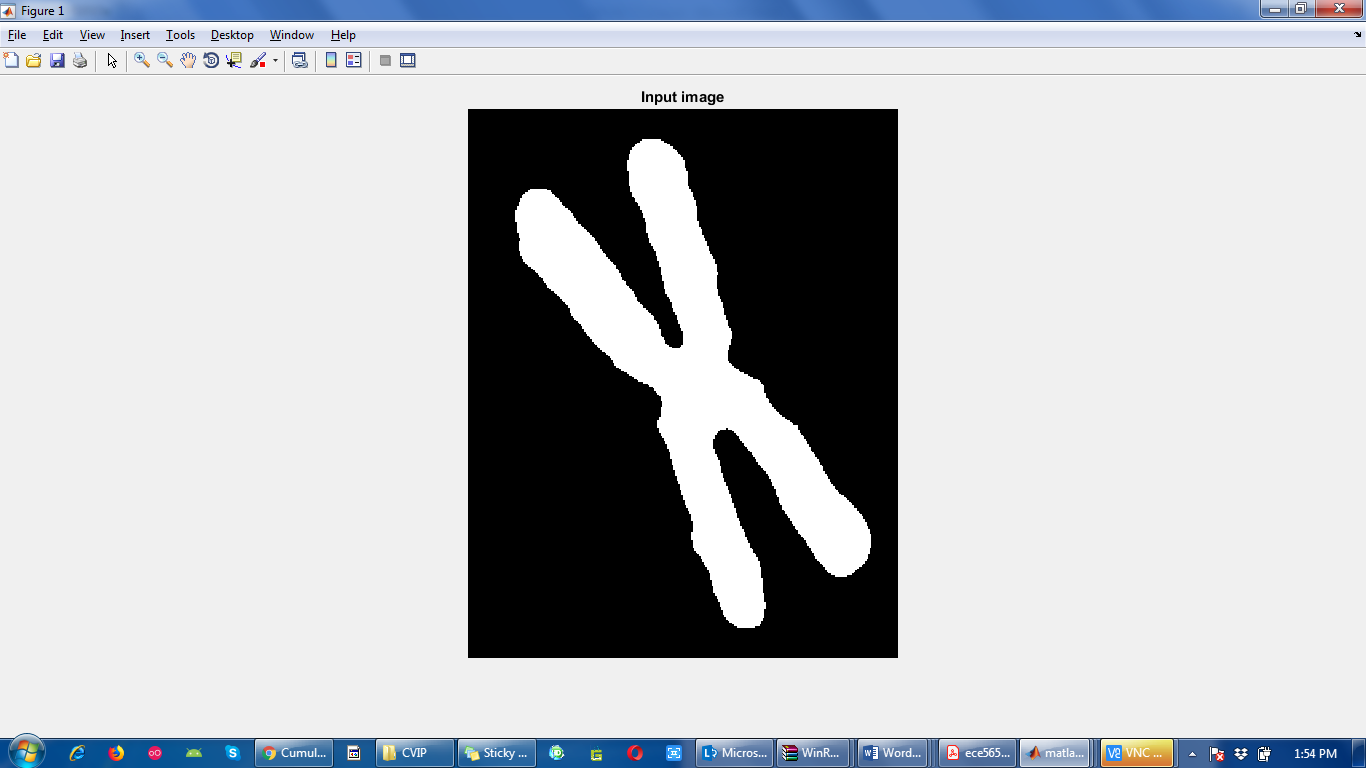 Figure 1
File Edit View Insert Tools Desktop Window Help
Input image
Cumul... CVIP Sticky ... Micros... WinR... Word... ece565... matla... VNC ... 1:54 PM